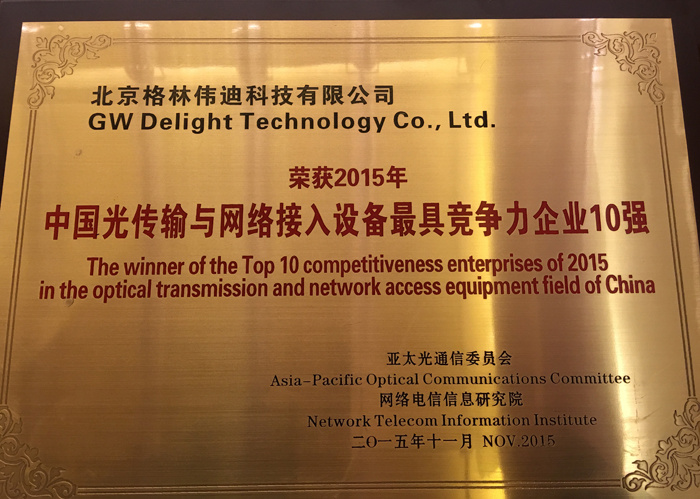 北京格林伟迪科技有限公司
GW Delight Technology Co., Ltd.
荣获2015年
中国光传输与网络接入设备最具竞争力企业10强
The winner of the Top 10 competitiveness enterprises of 2015
in the optical transmission and network access equipment field of China
亚太光通信委员会
Asia-Pacific Optical Communications Committee
网络电信信息研究院
Network Telecom Information Institute
二〇一五年十一月 NOV.2015